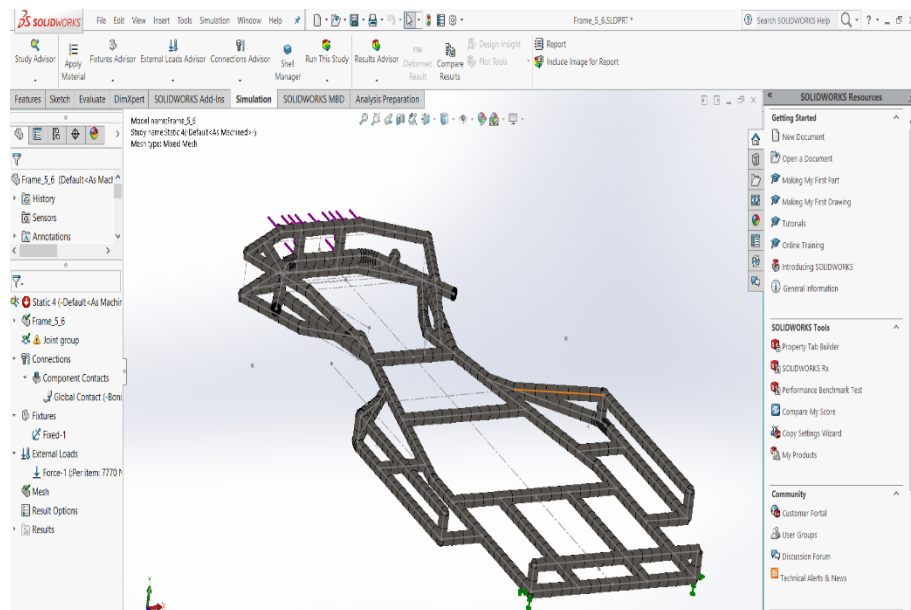 SOLIDWORKS
File Edit View Insert Tools Simulation Window Help
Frame_5_6.SLDPRT *
Search SOLIDWORKS Help
Study Advisor
Apply Material
Fixtures Advisor
External Loads Advisor
Connections Advisor
Shell Manager
Run This Study
Results Advisor
Deformed Result
Compare Results
Design Insight
Plot Tools
Report
Include Image for Report
Features Sketch Evaluate DimXpert SOLIDWORKS Add-Ins Simulation SOLIDWORKS MBD Analysis Preparation
Model name:Frame_5_6
Study name:Static 4(-Default<As Machined>-)
Mesh type: Mixed Mesh
Frame_5_6 (Default<As Mach
History
Sensors
Annotations
Static 4 (-Default<As Machin
Frame_5_6
Joint group
Connections
Component Contacts
Global Contact (-Bon
Fixtures
Fixed-1
External Loads
Force-1 (:Per item: 7770 N
Mesh
Result Options
Results
SOLIDWORKS Resources
Getting Started
New Document
Open a Document
Making My First Part
Making My First Drawing
Tutorials
Online Training
Introducing SOLIDWORKS
General Information
SOLIDWORKS Tools
Property Tab Builder
SOLIDWORKS Rx
Performance Benchmark Test
Compare My Score
Copy Settings Wizard
My Products
Community
Customer Portal
User Groups
Discussion Forum
Technical Alerts & News